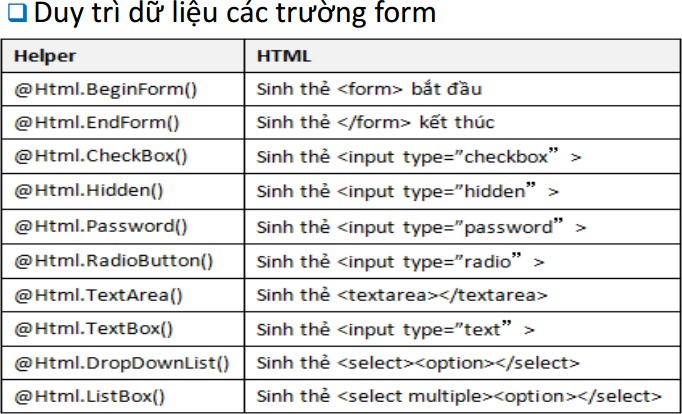 Duy trì dữ liệu các trường form
Helper HTML
@Html.BeginForm() Sinh thẻ <form> bắt đầu
@Html.EndForm() Sinh thẻ </form> kết thúc
@Html.CheckBox() Sinh thẻ <input type=”checkbox” >
@Html.Hidden() Sinh thẻ <input type=”hidden” >
@Html.Password() Sinh thẻ <input type=”password” >
@Html.RadioButton() Sinh thẻ <input type=”radio” >
@Html.TextArea() Sinh thẻ <textarea></textarea>
@Html.TextBox() Sinh thẻ <input type=”text” >
@Html.DropDownList() Sinh thẻ <select><option></select>
@Html.ListBox() Sinh thẻ <select multiple><option></select>